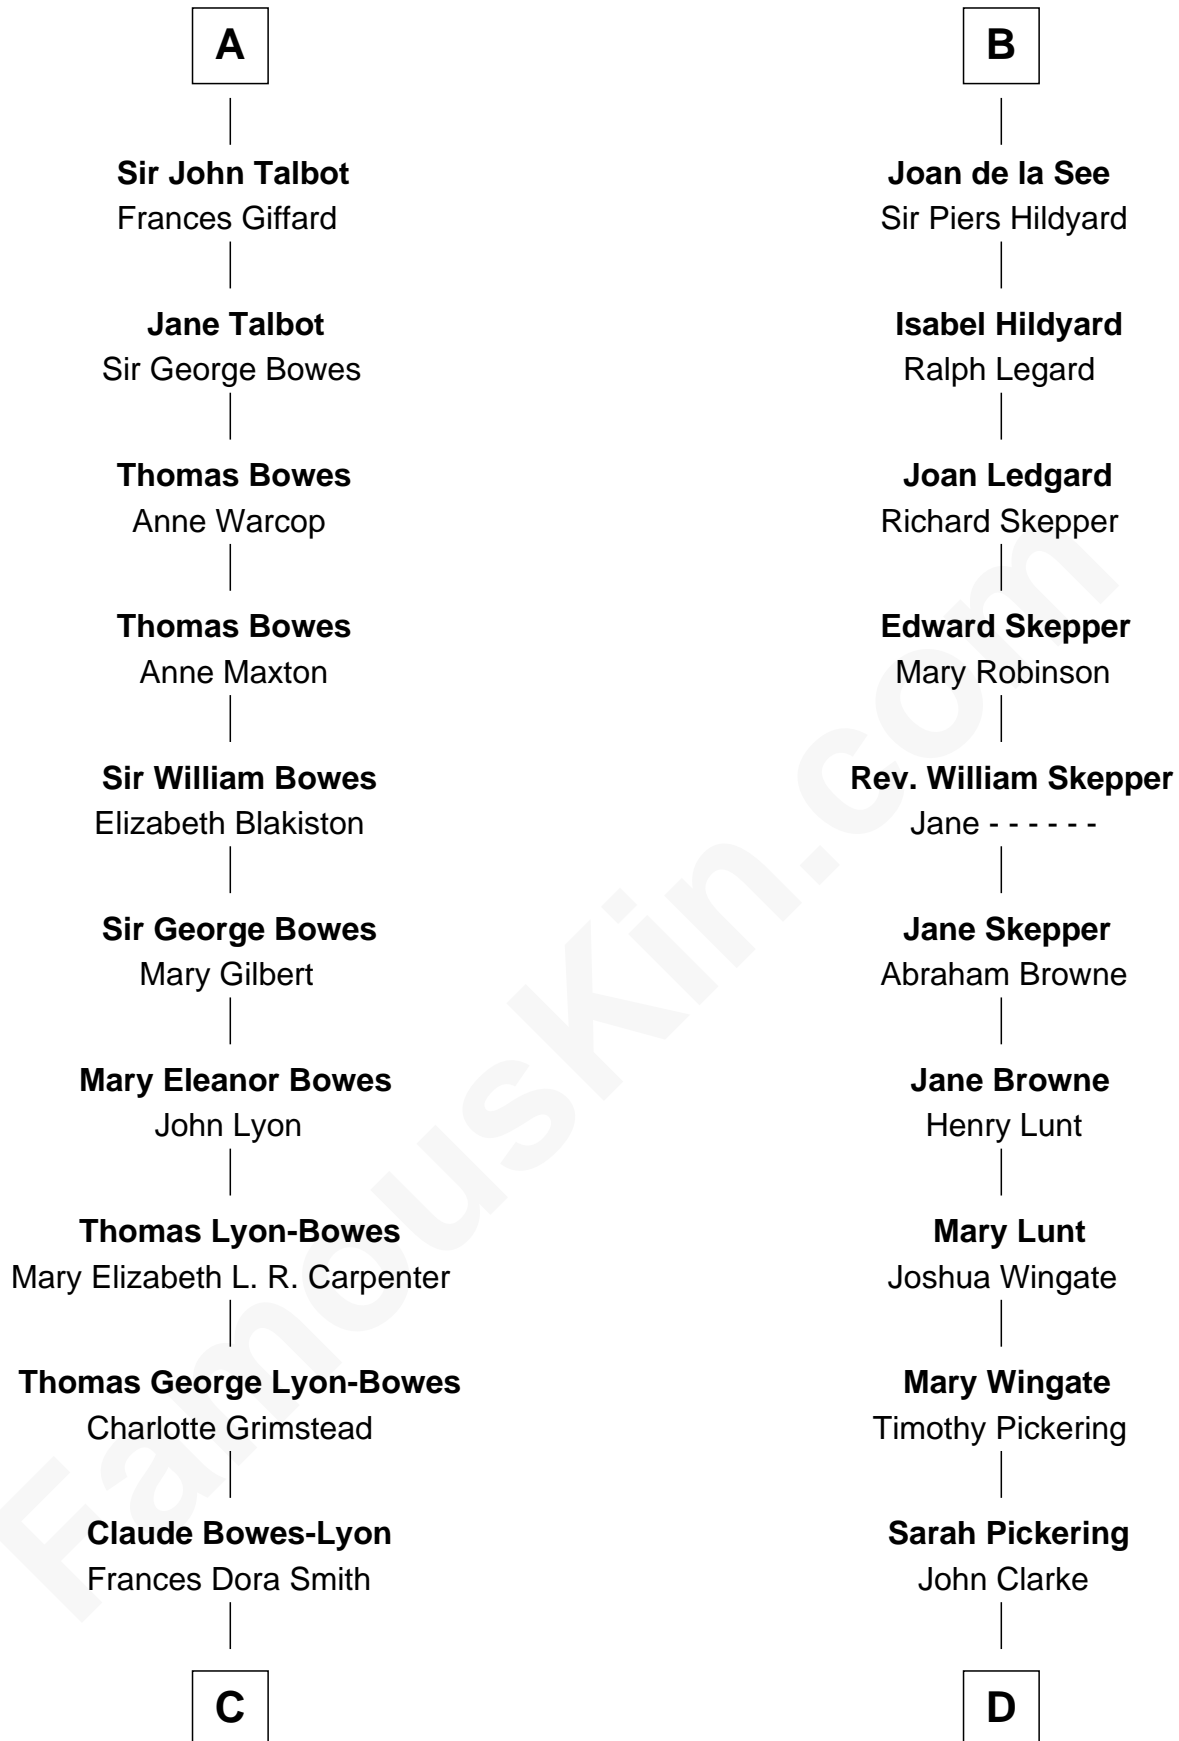 A
Sir John Talbot
Frances Giffard
Jane Talbot
Sir George Bowes
Thomas Bowes
Anne Warcop
Thomas Bowes
Anne Maxton
Sir William Bowes
Elizabeth Blakiston
Sir George Bowes
Mary Gilbert
Mary Eleanor Bowes
John Lyon
Thomas Lyon-Bowes
Mary Elizabeth L. R. Carpenter
Thomas George Lyon-Bowes
Charlotte Grimstead
Claude Bowes-Lyon
Frances Dora Smith
C
B
Joan de la See
Sir Piers Hildyard
Isabel Hildyard
Ralph Legard
Joan Ledgard
Richard Skepper
Edward Skepper
Mary Robinson
Rev. William Skepper
Jane - - - - - -
Jane Skepper
Abraham Browne
Jane Browne
Henry Lunt
Mary Lunt
Joshua Wingate
Mary Wingate
Timothy Pickering
Sarah Pickering
John Clarke
D
FamousKin.com